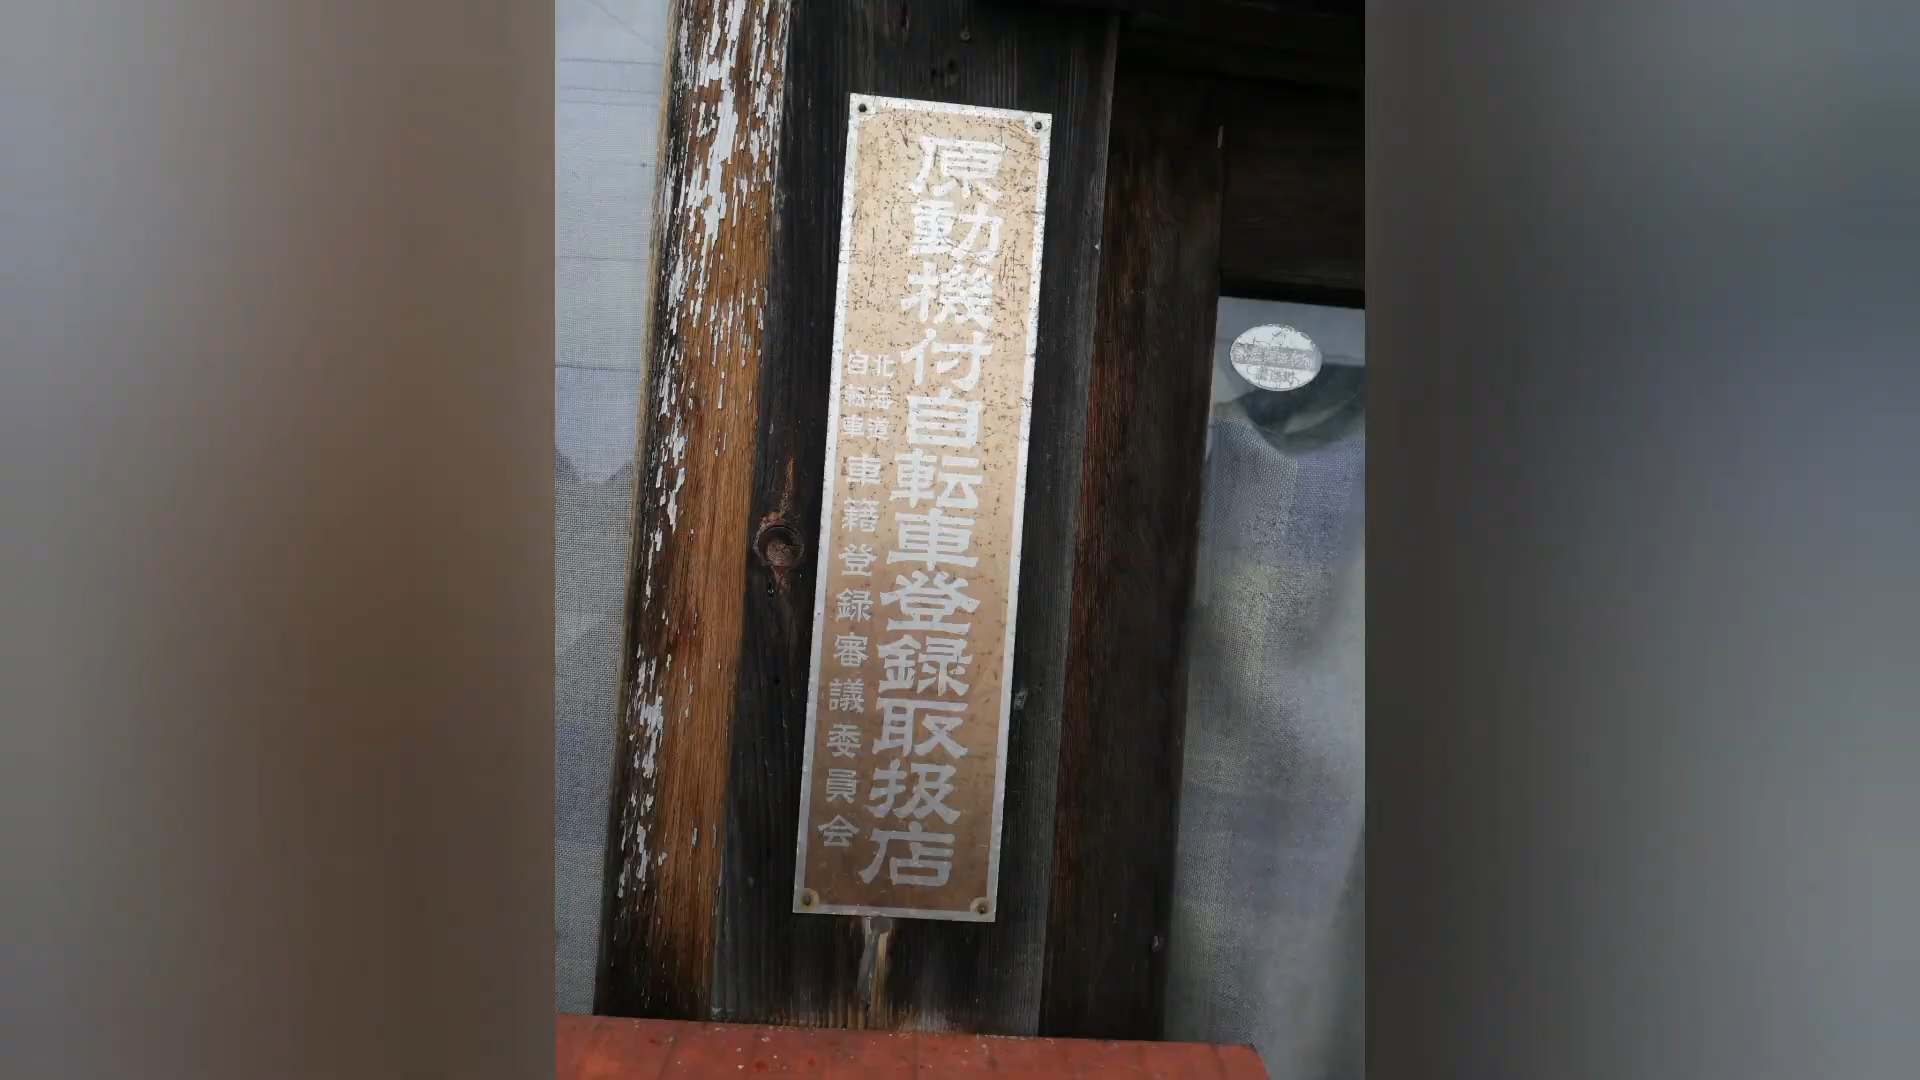 原動機付自転車登録取扱店
北海道
自転車
車籍登録審議委員会